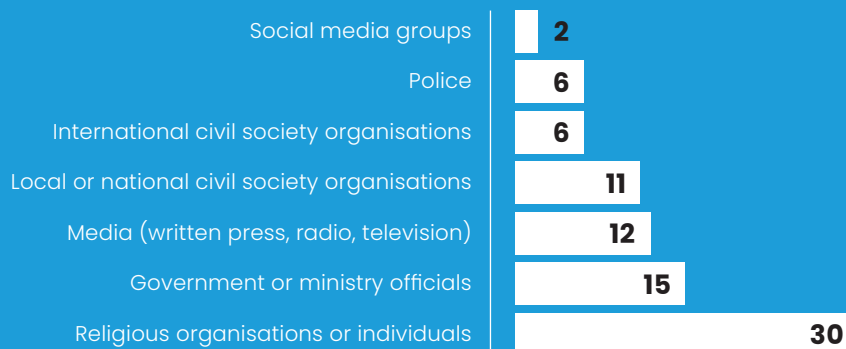 Social media groups 2
Police 6
International civil society organisations 6
Local or national civil society organisations 11
Media (written press, radio, television) 12
Government or ministry officials 15
Religious organisations or individuals 30